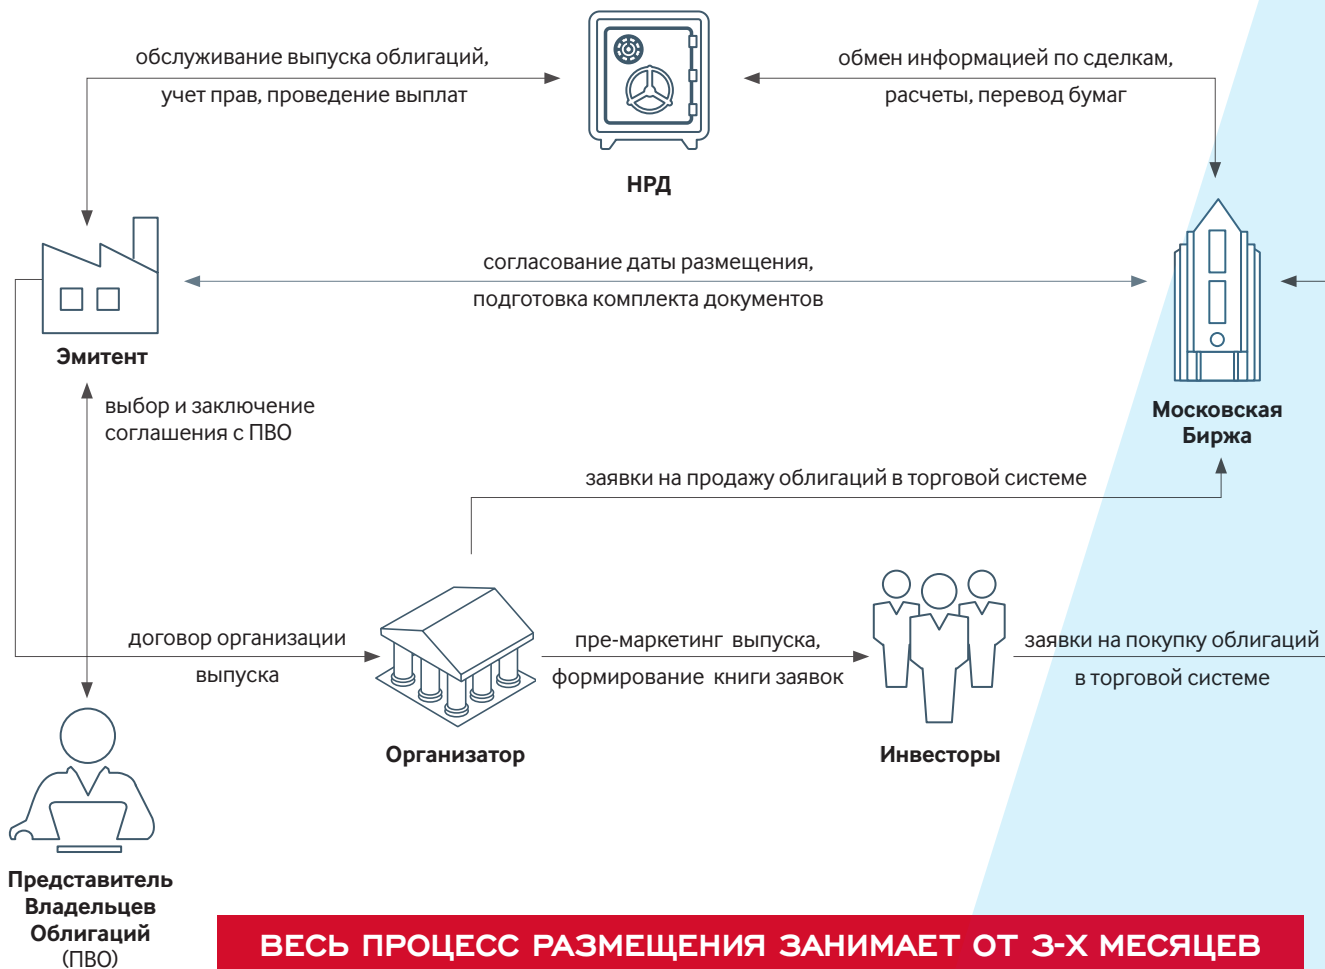 обслуживание выпуска облигаций,
учет прав, проведение выплат
обмен информацией по сделкам,
расчеты, перевод бумаг
НРД
согласование даты размещения,
подготовка комплекта документов
Эмитент
Московская
Биржа
выбор и заключение
соглашения с ПВО
заявки на продажу облигаций в торговой системе
договор организации
выпуска
пре-маркетинг выпуска,
формирование книги заявок
заявки на покупку облигаций
в торговой системе
Организатор
Инвесторы
Представитель
Владельцев
Облигаций
(ПВО)
ВЕСЬ ПРОЦЕСС РАЗМЕЩЕНИЯ ЗАНИМАЕТ ОТ 3-Х МЕСЯЦЕВ